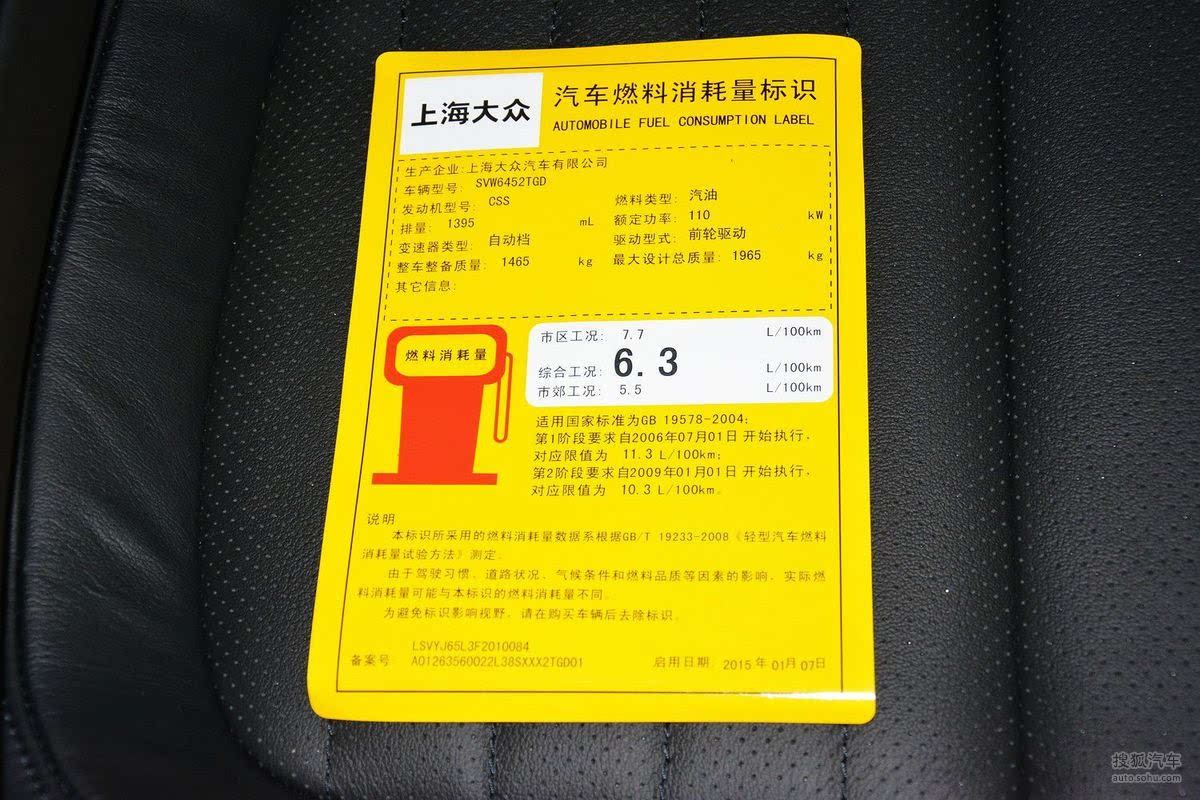 上海大众
汽车燃料消耗量标识
AUTOMOBILE FUEL CONSUMPTION LABEL
生产企业:上海大众汽车有限公司
车辆型号: SVW6452TGD
发动机型号: CSS 燃料类型: 汽油
排量: 1395 mL 额定功率: 110 kW
变速器类型: 自动档 驱动型式: 前轮驱动
整车整备质量: 1465 kg 最大设计总质量: 1965 kg
其它信息:
燃料消耗量
市区工况: 7.7 L/100km
综合工况: 6.3 L/100km
市郊工况: 5.5 L/100km
适用国家标准为GB 19578-2004;
第1阶段要求自2006年07月01日 开始执行,
对应限值为 11.3 L/100km;
第2阶段要求自2009年01月01日 开始执行,
对应限值为 10.3 L/100km。
说明
本标识所采用的燃料消耗量数据系根据GB/T 19233-2008《轻型汽车燃料
消耗量试验方法》测定.
由于驾驶习惯、道路状况、气候条件和燃料品质等因素的影响,实际燃
料消耗量可能与本标识的燃料消耗量不同。
为避免标识影响视野,请在购买车辆后去除标识.
LSVYJ65L3F2010084
备案号 A01263560022L38SXXX2TGD01 启用日期 2015年01月07日
搜狐汽车
auto.sohu.com